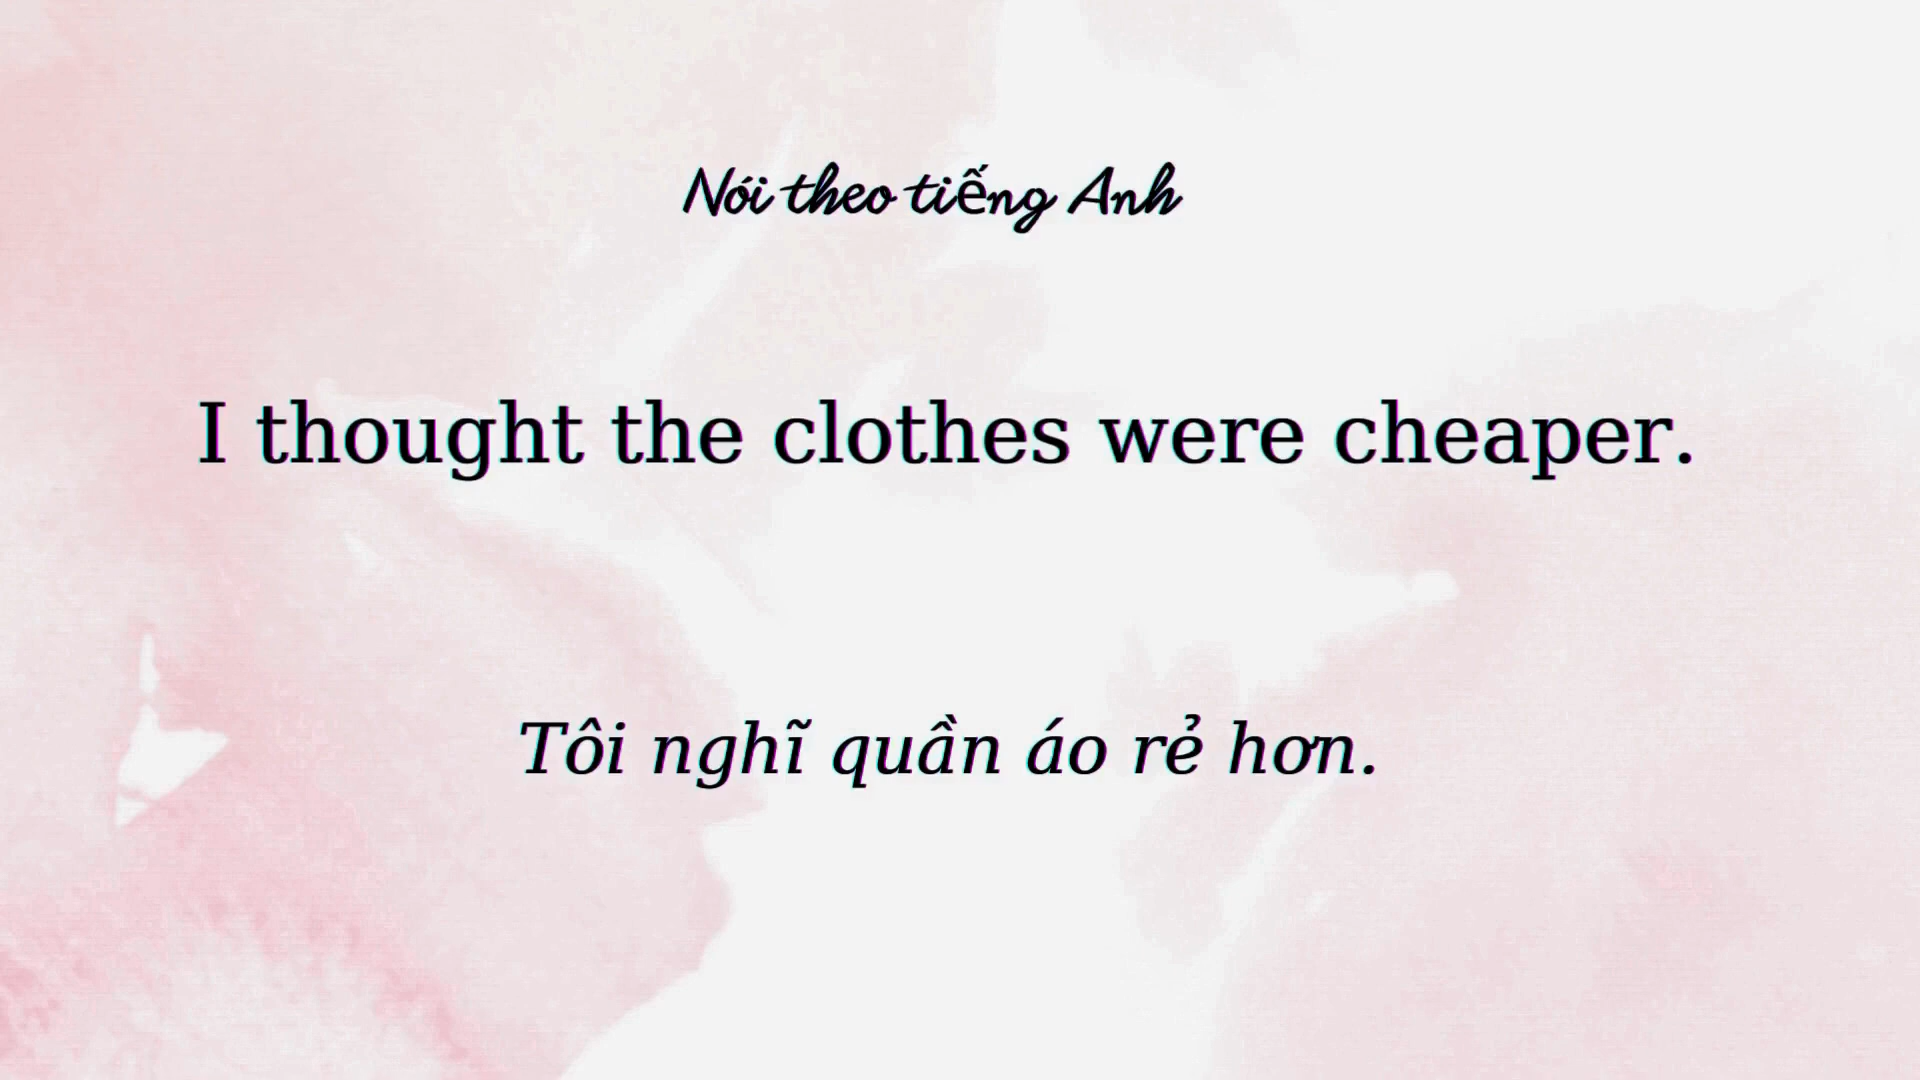 Nói theo tiếng Anh
I thought the clothes were cheaper.
Tôi nghĩ quần áo rẻ hơn.